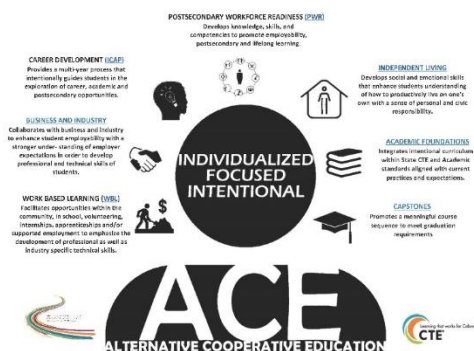 POSTSECONDARY WORKFORCE READINESS (PWR)
Develops knowledge, skills, and
competencies to promote employability,
postsecondary and lifelong learning.
CAREER DEVELOPMENT (ICAP)
Provides a multi-year process that
intentionally guides students in the
exploration of career, academic and
postsecondary opportunities.
BUSINESS AND INDUSTRY
Collaborates with business and industry
to enhance student employability with a
stronger under- standing of employer
expectations in order to develop
professional and technical skills of
students.
WORK BASED LEARNING (WBL)
Facilitates opportunities within the
community, in school, volunteering,
internships, apprenticeships and/or
supported employment to emphasize the
development of professional as well as
industry specific technical skills.
INDEPENDENT LIVING
Develops social and emotional skills
that enhance students understanding
of how to productively live on one's
own with a sense of personal and civic
responsibility.
ACADEMIC FOUNDATIONS
Integrates intentional curriculum
within State CTE and Academic
standards aligned with current
practices and expectations.
CAPSTONES
Promotes a meaningful course
sequence to meet graduation
requirements
$
INDIVIDUALIZED
FOCUSED
INTENTIONAL
ACE
ALTERNATIVE COOPERATIVE EDUCATION
Learning that works for
CTE